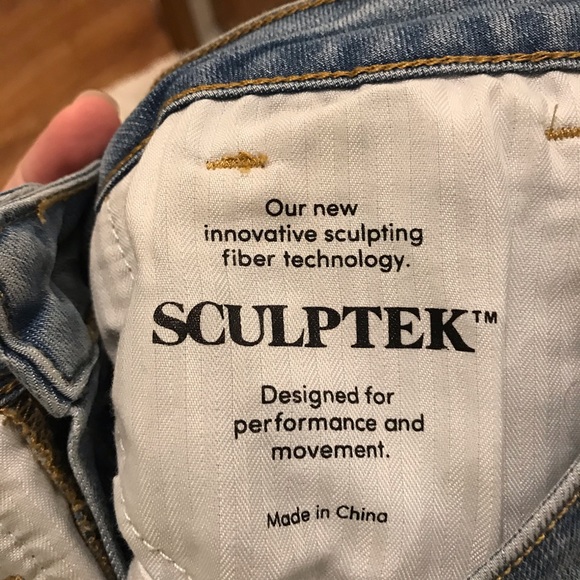 Our new
innovative sculpting
fiber technology.
SCULPTEK™
Designed for
performance and
movement.
Made in China